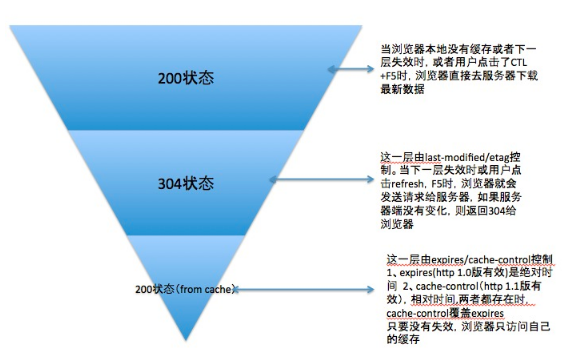 200状态
当浏览器本地没有缓存或者下一
层失效时，或者用户点击了CTL
+F5时，浏览器直接去服务器下载
最新数据
304状态
这一层由last-modified/etag控
制。当下一层失效时或用户点
击refresh，F5时，浏览器就会
发送请求给服务器，如果服务
器端没有变化，则返回304给
浏览器
200状态（from cache）
这一层由expires/cache-control控制
1、expires(http 1.0版有效)是绝对时
间 2、cache-control（http 1.1版有
效），相对时间,两者都存在时，
cache-control覆盖expires
只要没有失效，浏览器只访问自己
的缓存